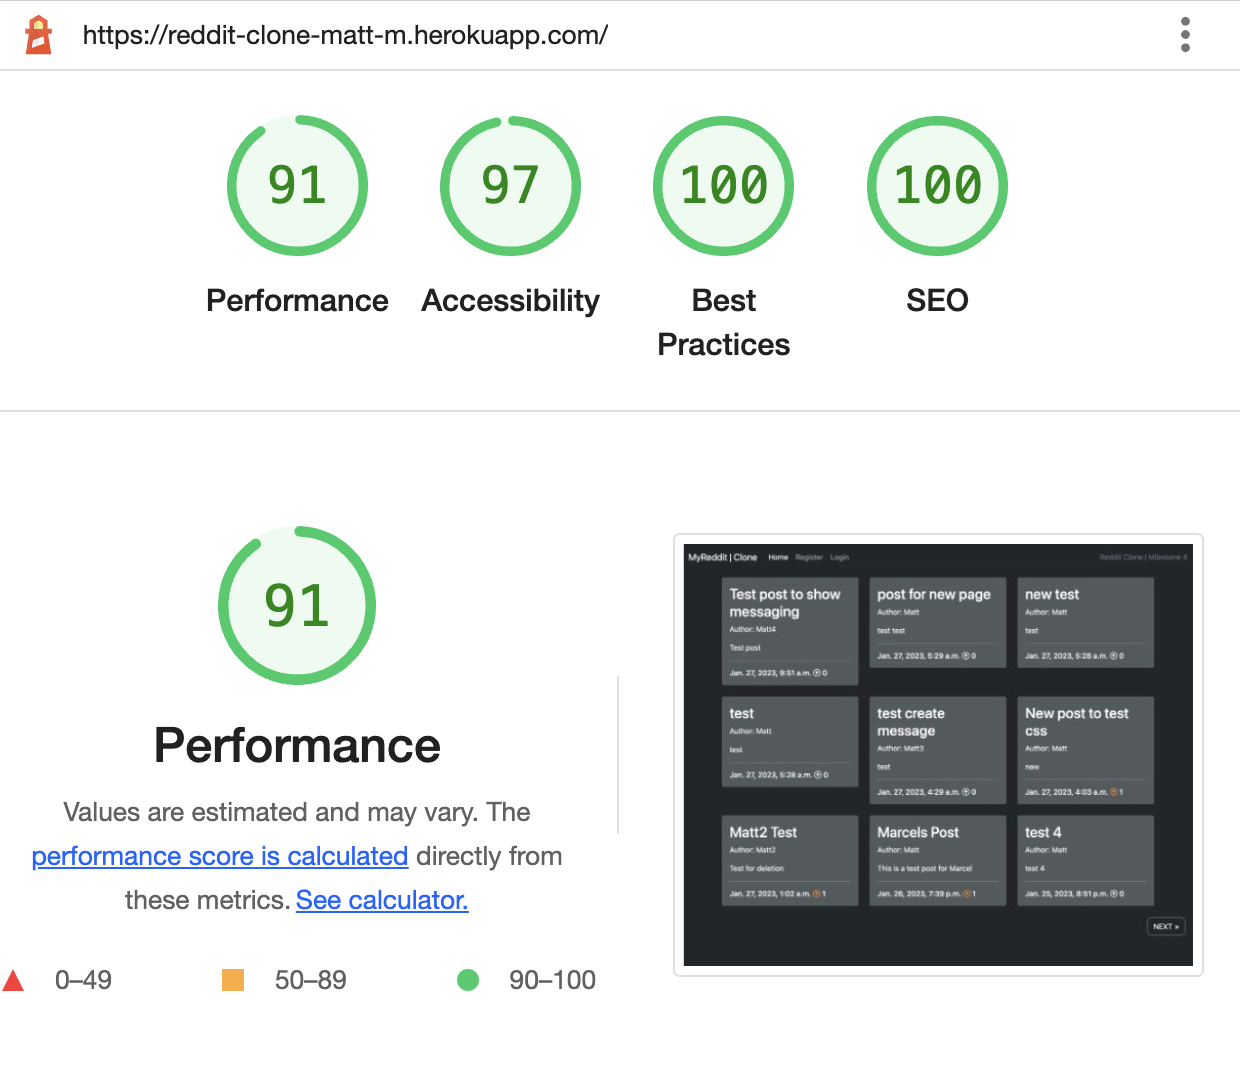 https://reddit-clone-matt-m.herokuapp.com/
91
97
100
100
Performance
Accessibility
Best
Practices
SEO
91
Performance
Values are estimated and may vary. The
performance score is calculated directly from
these metrics. See calculator.
0–49
50–89
90–100
MyReddit | Clone Home Register Login
Reddit Clone | Milestone 4
Test post to show
messaging
Author: Matt4
Test post
Jan. 27, 2023, 9:51 a.m. 0
post for new page
Author: Matt
test test
Jan. 27, 2023, 5:29 a.m. 0
new test
Author: Matt
test
Jan. 27, 2023, 5:28 a.m. 0
test
Author: Matt
test
Jan. 27, 2023, 5:28 a.m. 0
test create
message
Author: Matt3
test
Jan. 27, 2023, 4:29 a.m. 0
New post to test
css
Author: Matt
new
Jan. 27, 2023, 4:03 a.m. 1
Matt2 Test
Author: Matt2
Test for deletion
Jan. 27, 2023, 1:02 a.m. 1
Marcels Post
Author: Matt
This is a test post for Marcel
Jan. 26, 2023, 7:39 p.m. 1
test 4
Author: Matt
test 4
Jan. 25, 2023, 8:51 p.m. 0
NEXT »